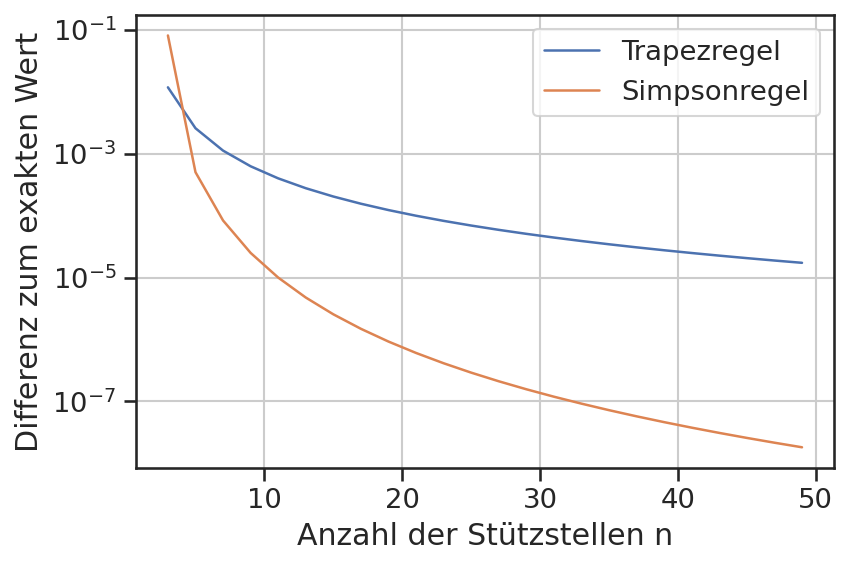 Differenz zum exakten Wert
10⁻¹
10⁻³
10⁻⁵
10⁻⁷
Trapezregel
Simpsonregel
10 20 30 40 50
Anzahl der Stützstellen n